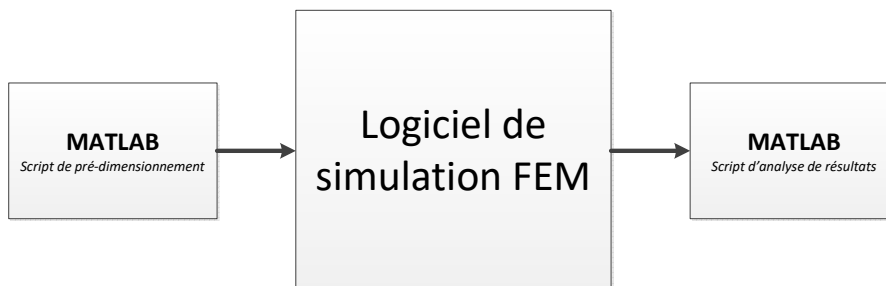 MATLAB
Script de pré-dimensionnement
Logiciel de
simulation FEM
MATLAB
Script d'analyse de résultats